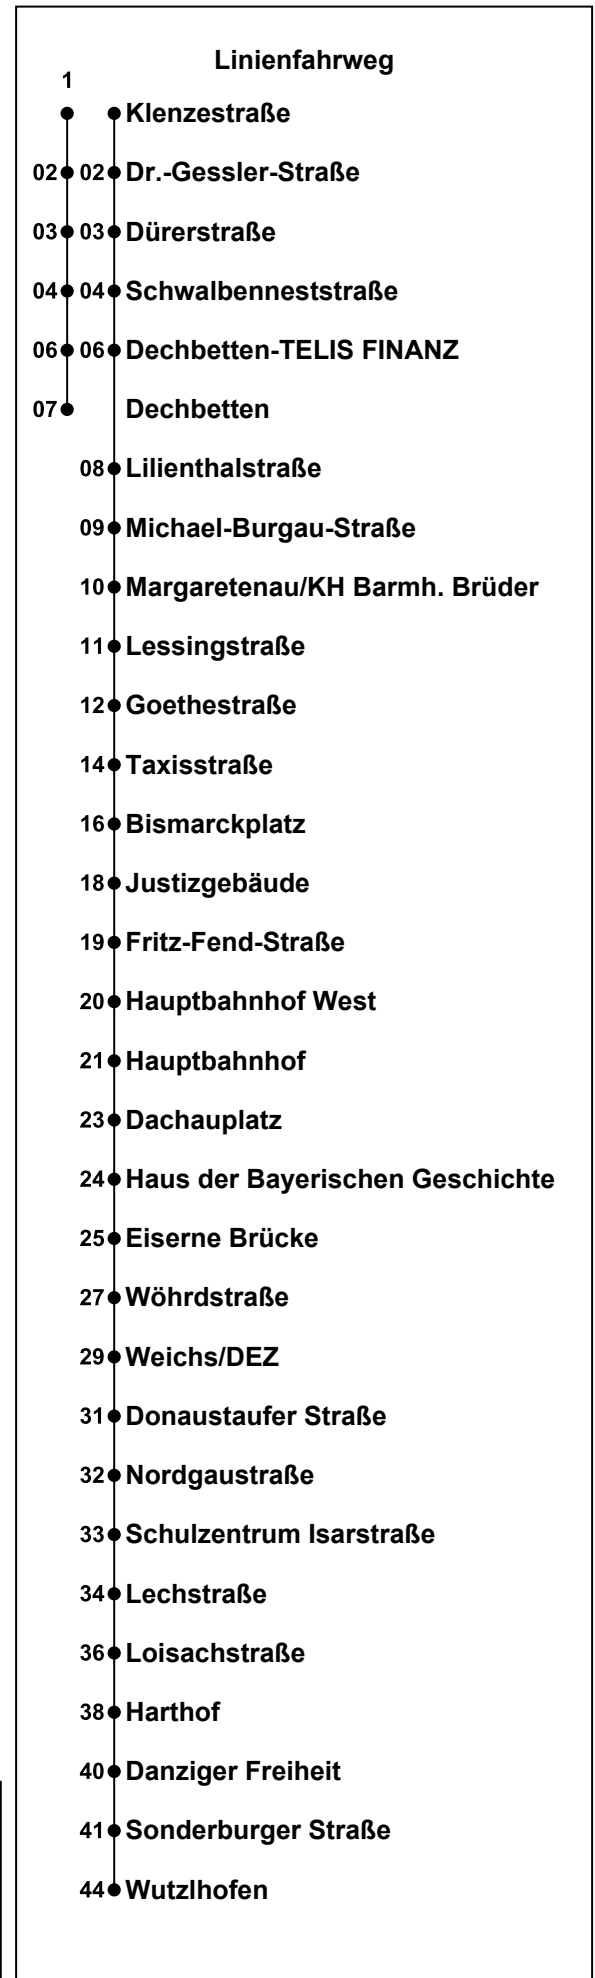 Linienfahrweg
1
Klenzestraße
02 02 Dr.-Gessler-Straße
03 03 Dürerstraße
04 04 Schwalbenneststraße
06 06 Dechbetten-TELIS FINANZ
07 Dechbetten
08 Lilienthalstraße
09 Michael-Burgau-Straße
10 Margaretenau/KH Barmh. Brüder
11 Lessingstraße
12 Goethestraße
14 Taxisstraße
16 Bismarckplatz
18 Justizgebäude
19 Fritz-Fend-Straße
20 Hauptbahnhof West
21 Hauptbahnhof
23 Dachauplatz
24 Haus der Bayerischen Geschichte
25 Eiserne Brücke
27 Wöhrdstraße
29 Weichs/DEZ
31 Donaustaufer Straße
32 Nordgaustraße
33 Schulzentrum Isarstraße
34 Lechstraße
36 Loisachstraße
38 Harthof
40 Danziger Freiheit
41 Sonderburger Straße
44 Wutzlhofen